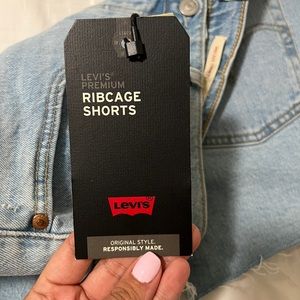 LEVI'S
PREMIUM
RIBCAGE
SHORTS
Levi's
ORIGINAL STYLE.
RESPONSIBLY MADE.